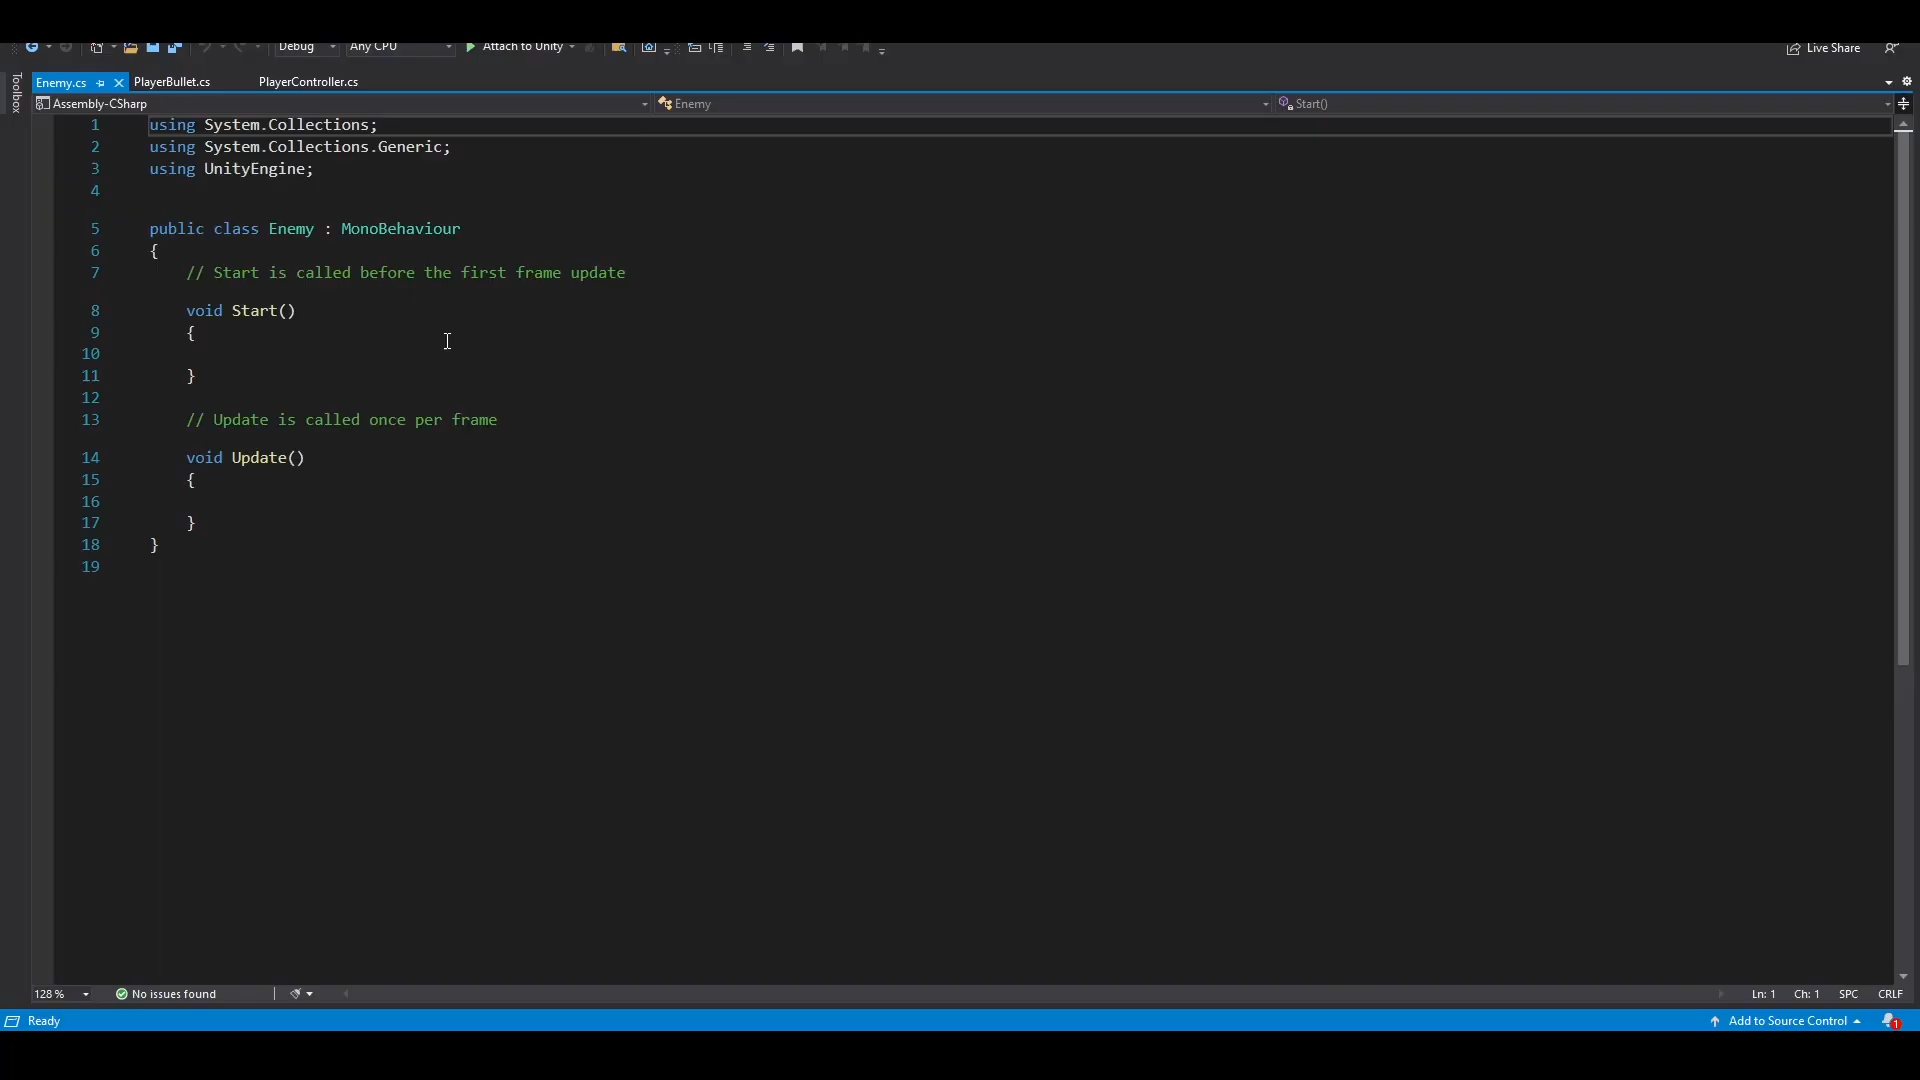 Debug Any CPU Attach to Unity Live Share
Toolbox
Enemy.cs PlayerBullet.cs PlayerController.cs
Assembly-CSharp Enemy Start()
1 using System.Collections;
2 using System.Collections.Generic;
3 using UnityEngine;
4
5 public class Enemy : MonoBehaviour
6 {
7 // Start is called before the first frame update
8 void Start()
9 {
10
11 }
12
13 // Update is called once per frame
14 void Update()
15 {
16
17 }
18 }
19
128 % No issues found Ln: 1 Ch: 1 SPC CRLF
Ready Add to Source Control 1